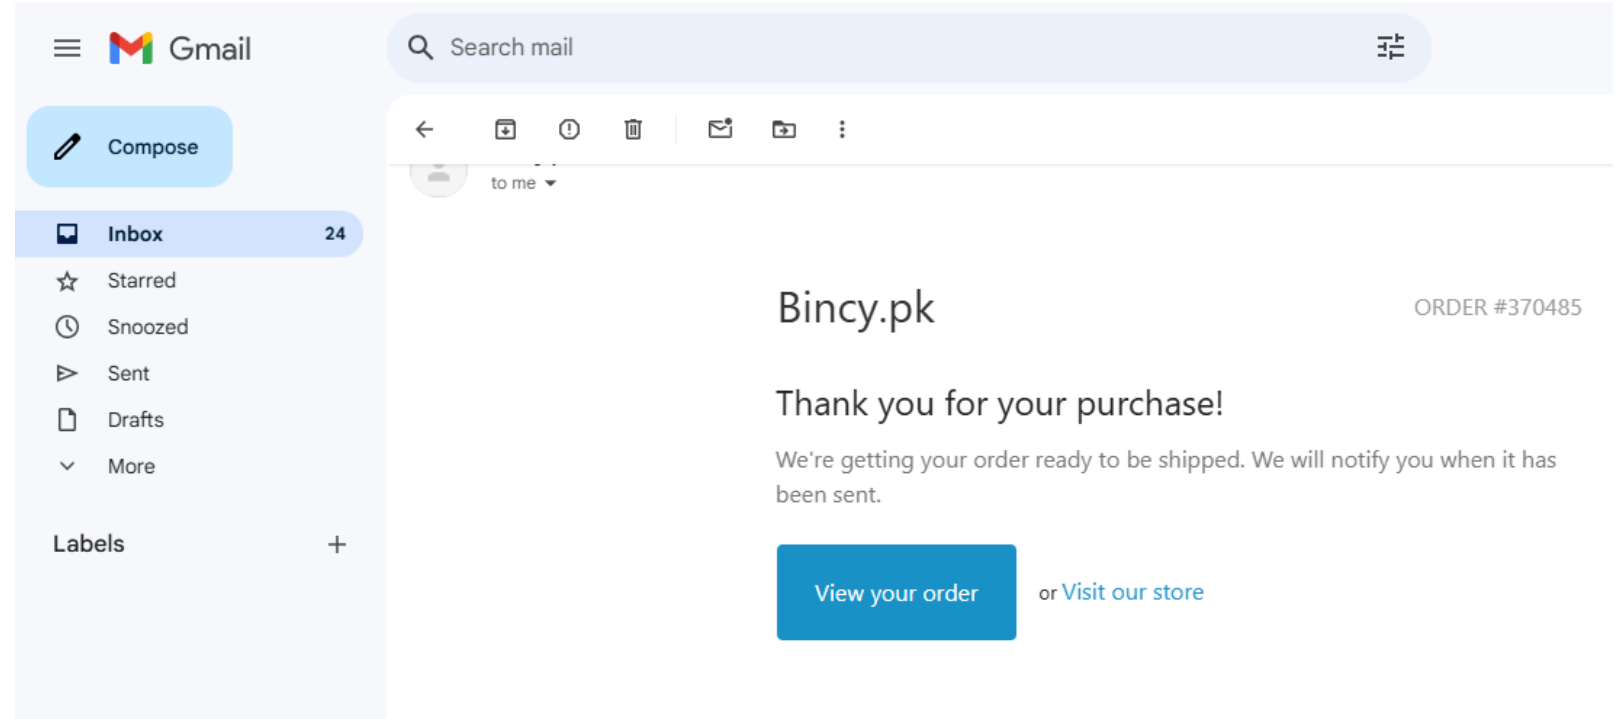 Gmail
Search mail
Compose
Inbox 24
Starred
Snoozed
Sent
Drafts
More
Labels
to me
Bincy.pk
ORDER #370485
Thank you for your purchase!
We're getting your order ready to be shipped. We will notify you when it has
been sent.
View your order
or Visit our store